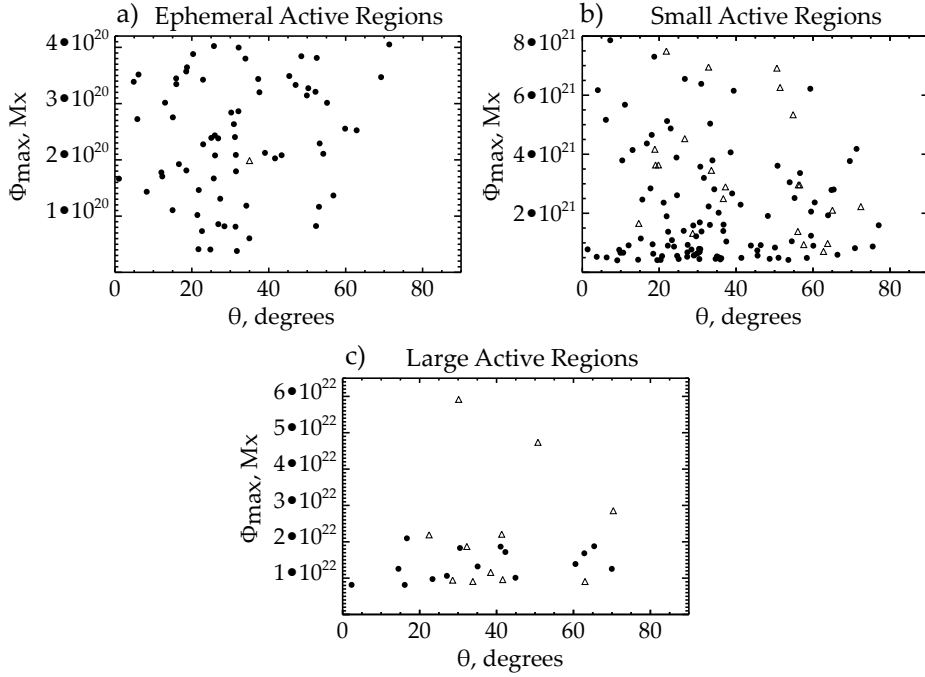 a) Ephemeral Active Regions
4•10^20
3•10^20
2•10^20
1•10^20
Φmax, Mx
0 20 40 60 80
θ, degrees
b) Small Active Regions
8•10^21
6•10^21
4•10^21
2•10^21
Φmax, Mx
0 20 40 60 80
θ, degrees
c) Large Active Regions
6•10^22
5•10^22
4•10^22
3•10^22
2•10^22
1•10^22
Φmax, Mx
0 20 40 60 80
θ, degrees